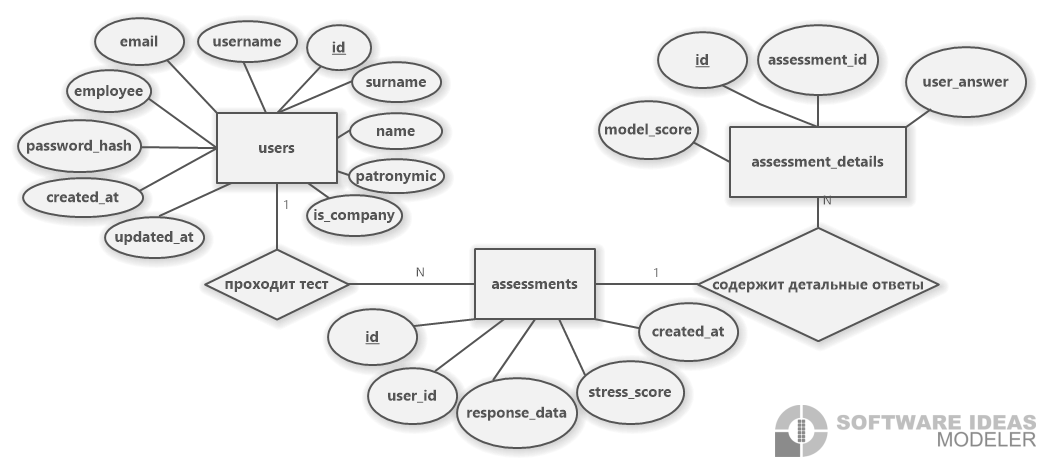 email
username
id
surname
employee
name
password_hash
users
patronymic
created_at
is_company
updated_at
1
проходит тест
N
assessments
1
содержит детальные ответы
N
id
assessment_id
user_answer
model_score
assessment_details
id
user_id
response_data
stress_score
created_at
SOFTWARE IDEAS
MODELER